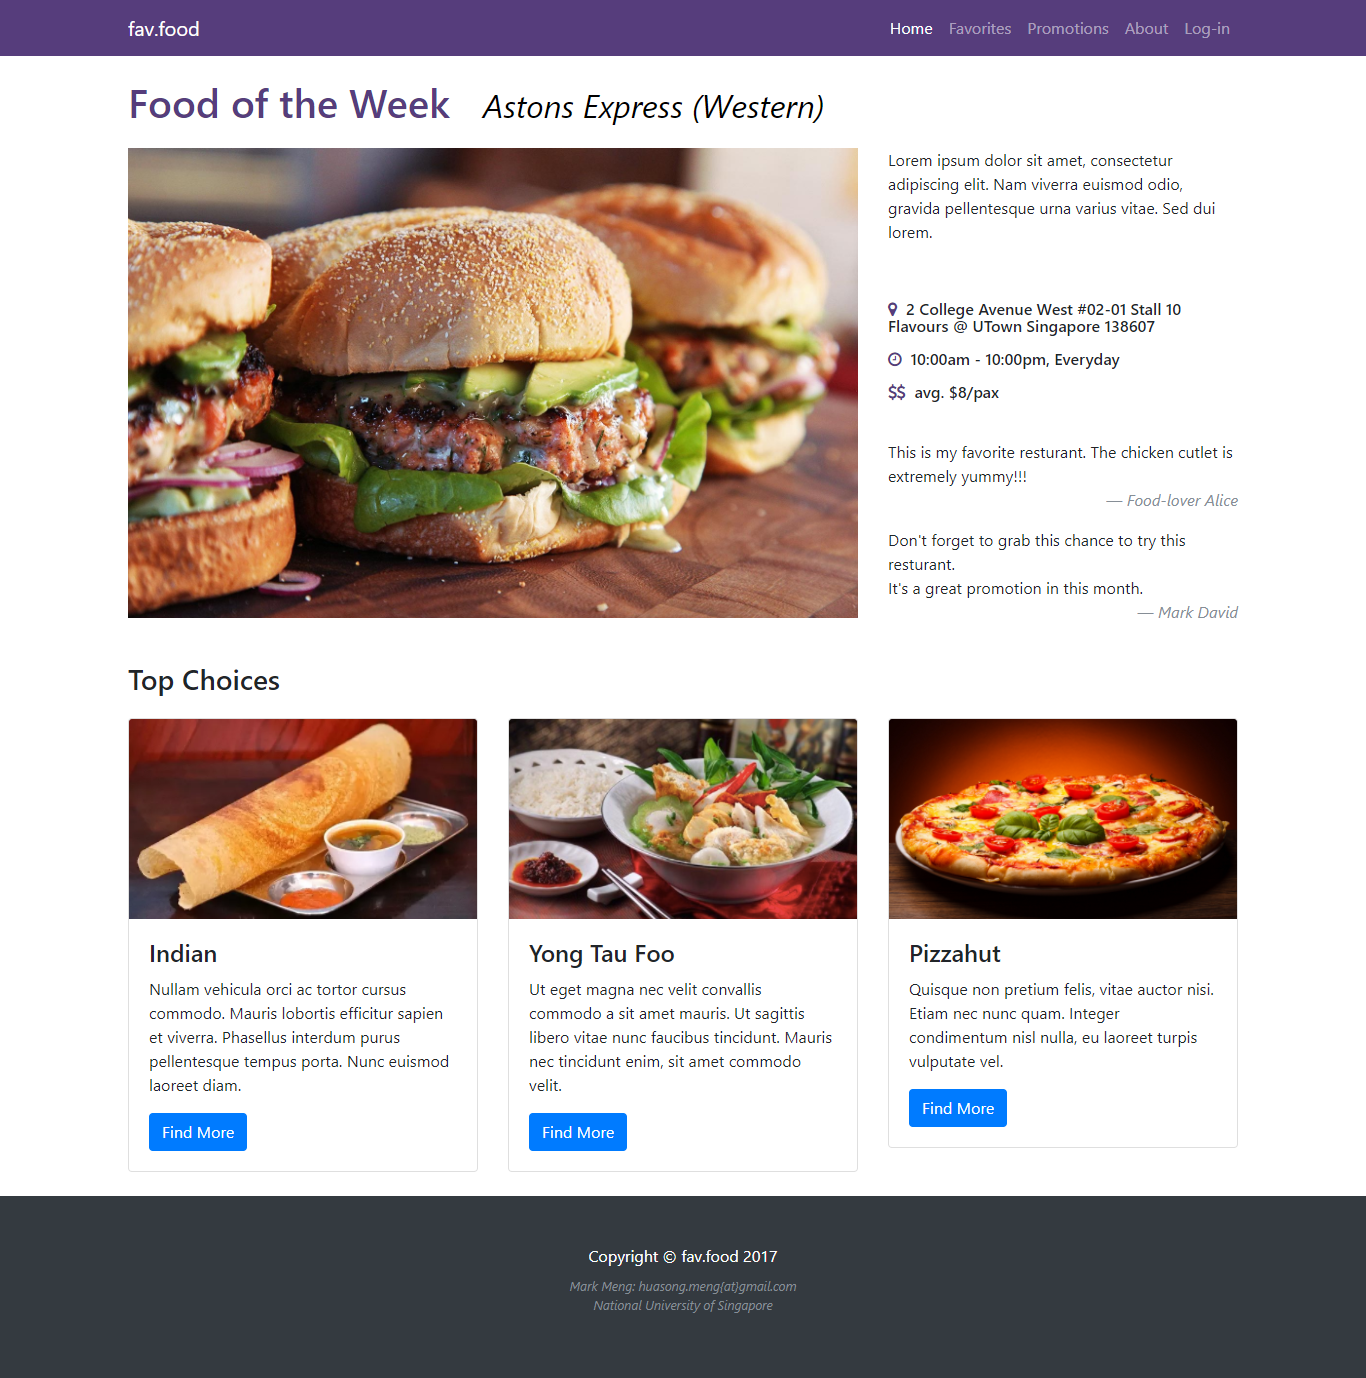 fav.food
Home Favorites Promotions About Log-in
Food of the Week Astons Express (Western)
Lorem ipsum dolor sit amet, consectetur
adipiscing elit. Nam viverra euismod odio,
gravida pellentesque urna varius vitae. Sed dui
lorem.
2 College Avenue West #02-01 Stall 10
Flavours @ UTown Singapore 138607
10:00am - 10:00pm, Everyday
$$ avg. $8/pax
This is my favorite resturant. The chicken cutlet is
extremely yummy!!!
— Food-lover Alice
Don't forget to grab this chance to try this
resturant.
It's a great promotion in this month.
— Mark David
Top Choices
Indian
Nullam vehicula orci ac tortor cursus
commodo. Mauris lobortis efficitur sapien
et viverra. Phasellus interdum purus
pellentesque tempus porta. Nunc euismod
laoreet diam.
Find More
Yong Tau Foo
Ut eget magna nec velit convallis
commodo a sit amet mauris. Ut sagittis
libero vitae nunc faucibus tincidunt. Mauris
nec tincidunt enim, sit amet commodo
velit.
Find More
Pizzahut
Quisque non pretium felis, vitae auctor nisi.
Etiam nec nunc quam. Integer
condimentum nisl nulla, eu laoreet turpis
vulputate vel.
Find More
Copyright © fav.food 2017
Mark Meng: huasong.meng{at}gmail.com
National University of Singapore